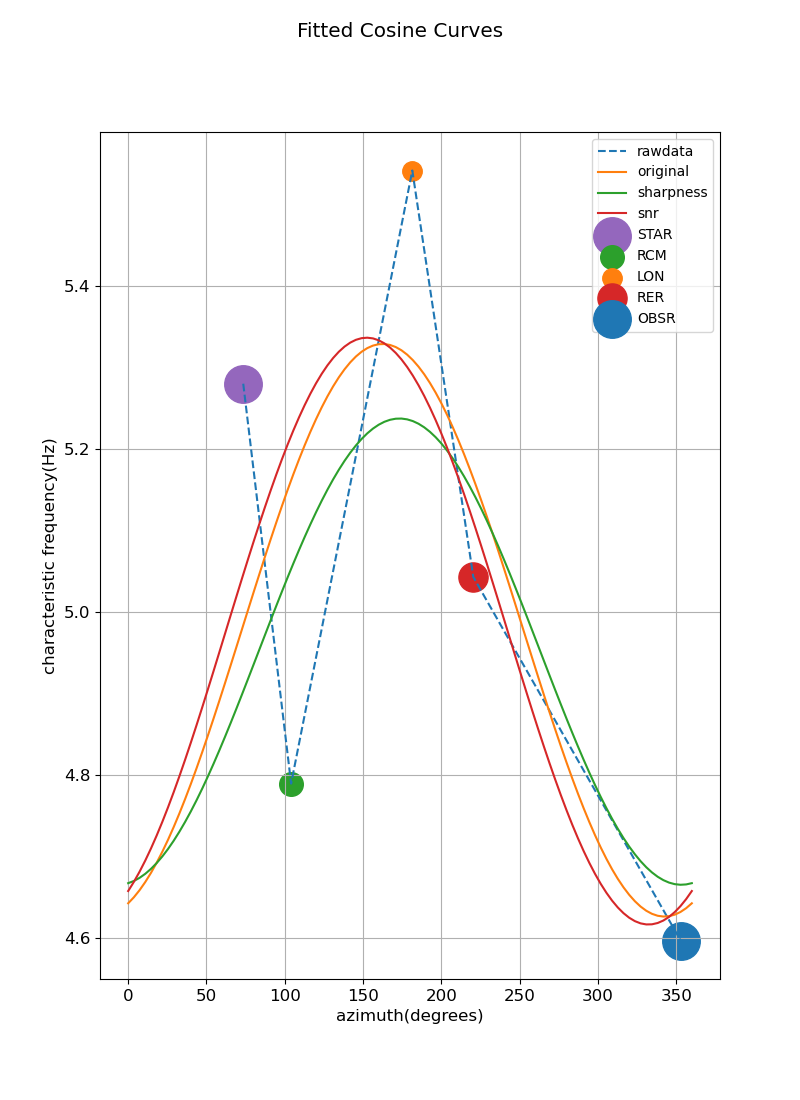 Fitted Cosine Curves
rawdata
original
sharpness
snr
STAR
RCM
LON
RER
OBSR
characteristic frequency(Hz)
5.4
5.2
5.0
4.8
4.6
0 50 100 150 200 250 300 350
azimuth(degrees)